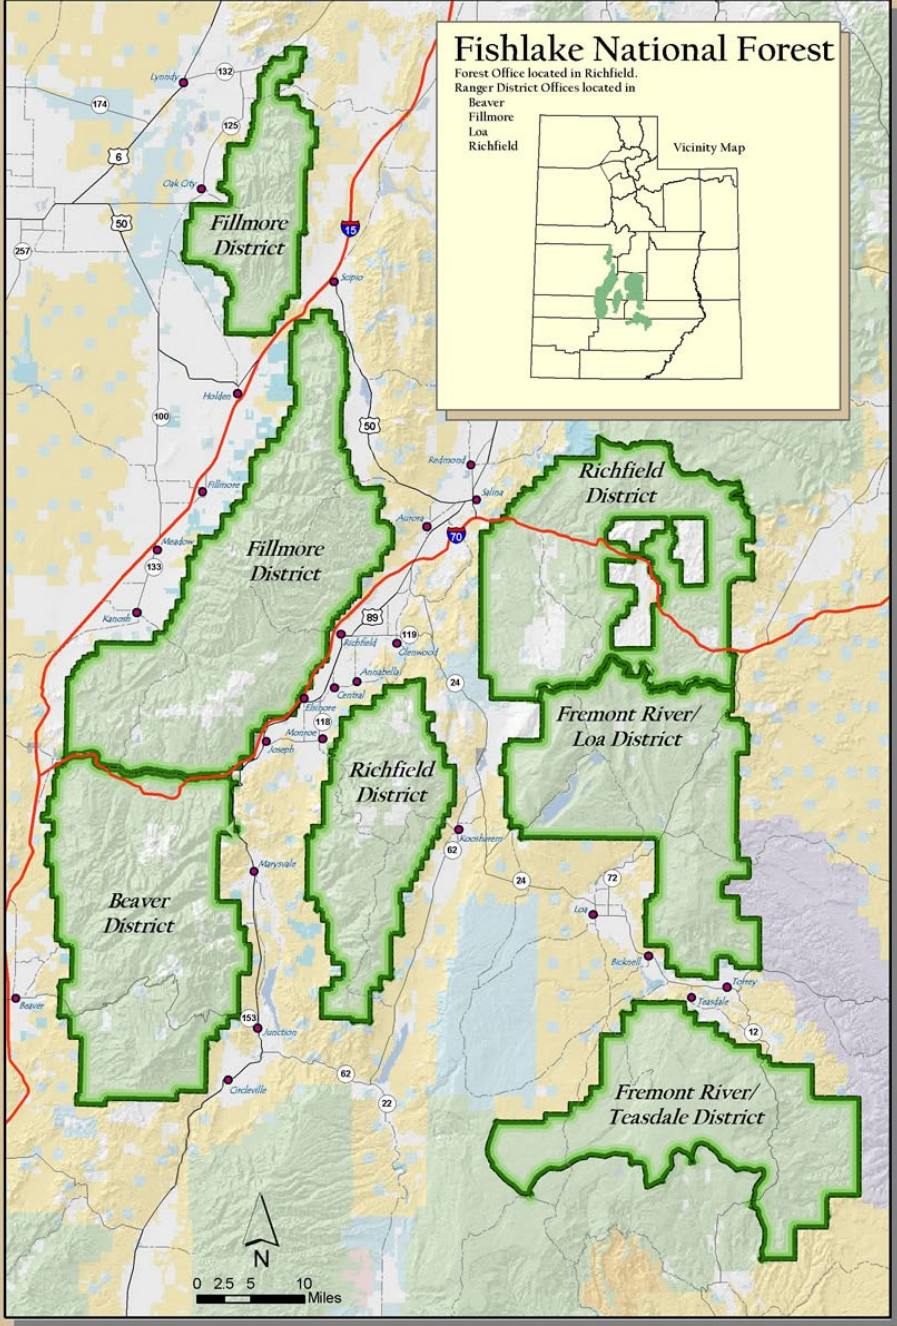 Fishlake National Forest
Forest Office located in Richfield.
Ranger District Offices located in
Beaver
Fillmore
Loa
Richfield
Vicinity Map
Lynndyl
132
174
125
6
Oak City
50
Fillmore
District
15
257
Scipio
Holden
100
50
Redmond
Richfield
District
Fillmore
Salina
Aurora
70
Meadow
Fillmore
District
133
Kanosh
89
Richfield
119
Glenwood
Annabella
24
Central
Elsinore
118
Monroe
Joseph
Fremont River/
Loa District
Richfield
District
Koosharem
62
Marysvale
24
72
Beaver
District
Loa
Bicknell
Torrey
Teasdale
Beaver
153
Junction
12
62
Circleville
22
Fremont River/
Teasdale District
N
0 2.5 5 10
Miles